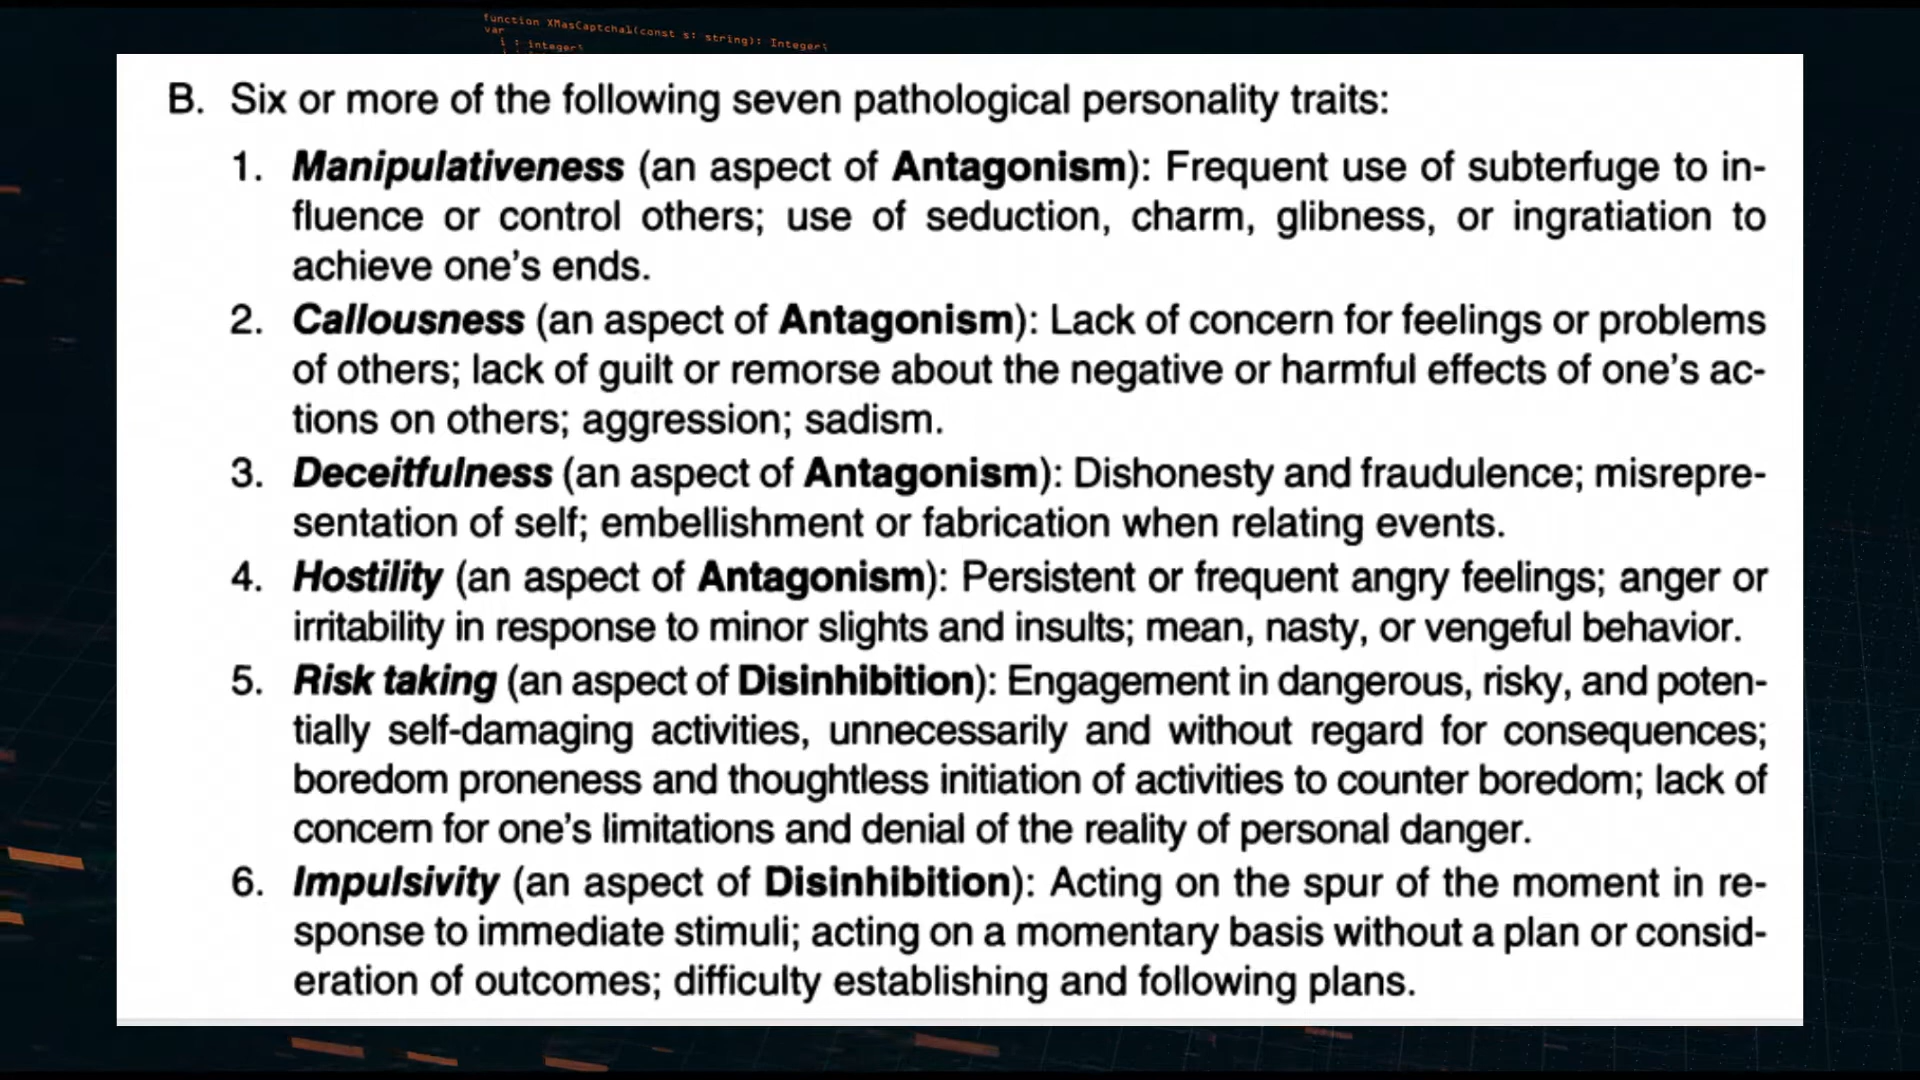 function XMasCaptcha1(const s: string): Integer;
var
i : integer;
B. Six or more of the following seven pathological personality traits:
1. Manipulativeness (an aspect of Antagonism): Frequent use of subterfuge to in-
fluence or control others; use of seduction, charm, glibness, or ingratiation to
achieve one's ends.
2. Callousness (an aspect of Antagonism): Lack of concern for feelings or problems
of others; lack of guilt or remorse about the negative or harmful effects of one's ac-
tions on others; aggression; sadism.
3. Deceitfulness (an aspect of Antagonism): Dishonesty and fraudulence; misrepre-
sentation of self; embellishment or fabrication when relating events.
4. Hostility (an aspect of Antagonism): Persistent or frequent angry feelings; anger or
irritability in response to minor slights and insults; mean, nasty, or vengeful behavior.
5. Risk taking (an aspect of Disinhibition): Engagement in dangerous, risky, and poten-
tially self-damaging activities, unnecessarily and without regard for consequences;
boredom proneness and thoughtless initiation of activities to counter boredom; lack of
concern for one's limitations and denial of the reality of personal danger.
6. Impulsivity (an aspect of Disinhibition): Acting on the spur of the moment in re-
sponse to immediate stimuli; acting on a momentary basis without a plan or consid-
eration of outcomes; difficulty establishing and following plans.